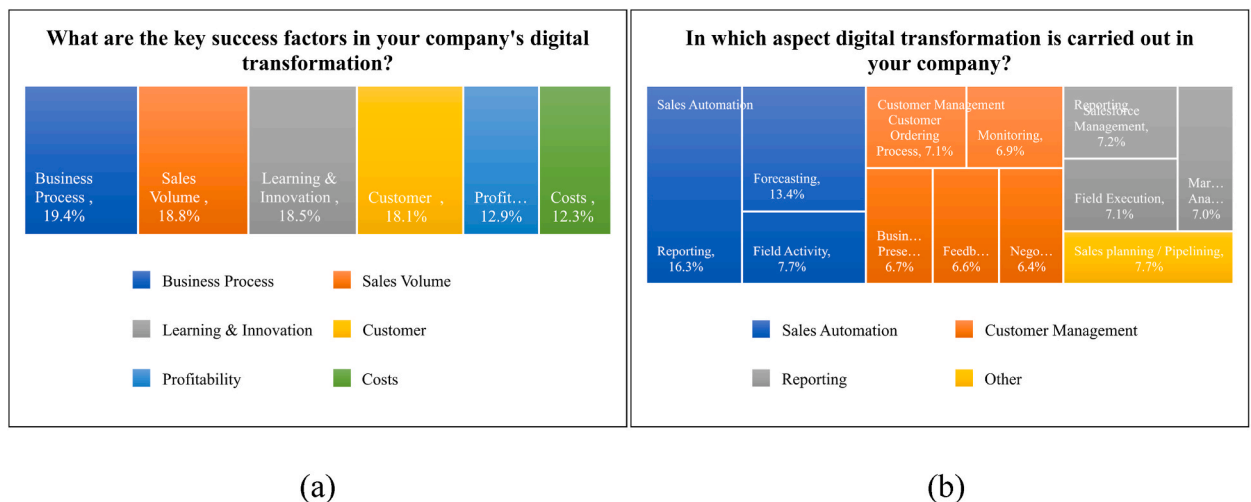 What are the key success factors in your company's digital
transformation?
Business
Process ,
19.4%
Sales
Volume ,
18.8%
Learning &
Innovation ,
18.5%
Customer ,
18.1%
Profit…
12.9%
Costs ,
12.3%
Business Process
Sales Volume
Learning & Innovation
Customer
Profitability
Costs
(a)
In which aspect digital transformation is carried out in
your company?
Sales Automation
Reporting,
16.3%
Forecasting,
13.4%
Field Activity,
7.7%
Customer Management
Customer
Ordering
Process, 7.1%
Monitoring,
6.9%
Busin…
Prese…
6.7%
Feedb…
6.6%
Nego…
6.4%
Reporting
Salesforce
Management,
7.2%
Field Execution,
7.1%
Mar…
Ana…
7.0%
Sales planning / Pipelining,
7.7%
Sales Automation
Customer Management
Reporting
Other
(b)